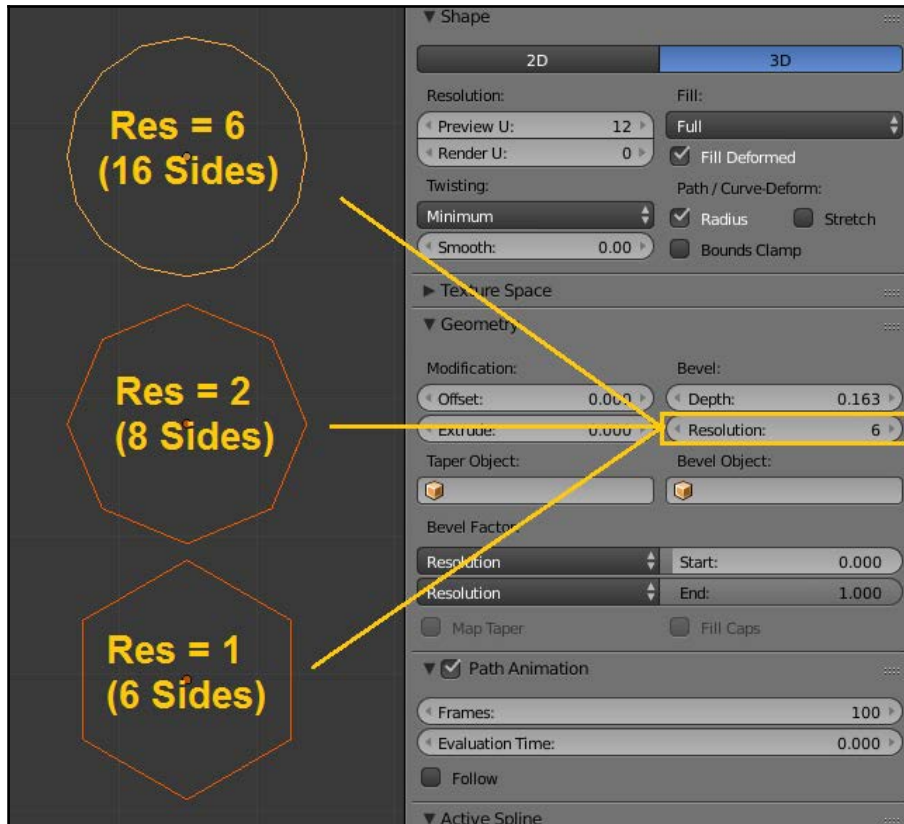 Res = 6
(16 Sides)
Res = 2
(8 Sides)
Res = 1
(6 Sides)
Shape
2D
3D
Resolution:
Fill:
Preview U: 12
Full
Render U: 0
Fill Deformed
Twisting:
Path / Curve-Deform:
Minimum
Radius
Stretch
Smooth: 0.00
Bounds Clamp
Texture Space
Geometry
Modification:
Bevel:
Offset: 0.000
Depth: 0.163
Extrude: 0.000
Resolution: 6
Taper Object:
Bevel Object:
Bevel Factor:
Resolution
Start: 0.000
Resolution
End: 1.000
Map Taper
Fill Caps
Path Animation
Frames: 100
Evaluation Time: 0.000
Follow
Active Spline